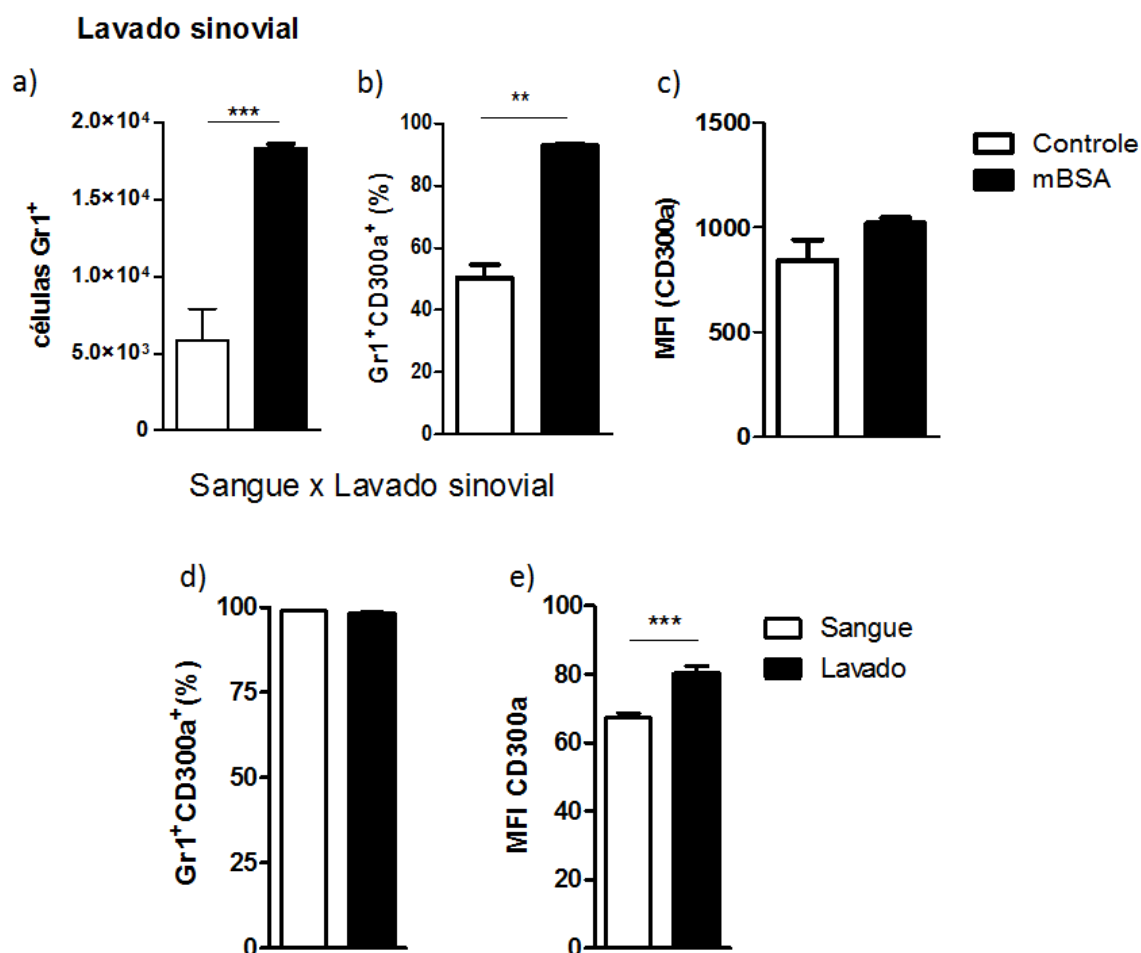 Lavado sinovial
a)
células Gr1⁺
2.0×10⁴
1.5×10⁴
1.0×10⁴
5.0×10³
0
***
b)
Gr1⁺CD300a⁺ (%)
100
80
60
40
20
0
**
c)
MFI (CD300a)
1500
1000
500
0
Controle
mBSA
Sangue x Lavado sinovial
d)
Gr1⁺CD300a⁺(%)
100
75
50
25
0
e)
MFI CD300a
100
80
60
40
20
0
***
Sangue
Lavado